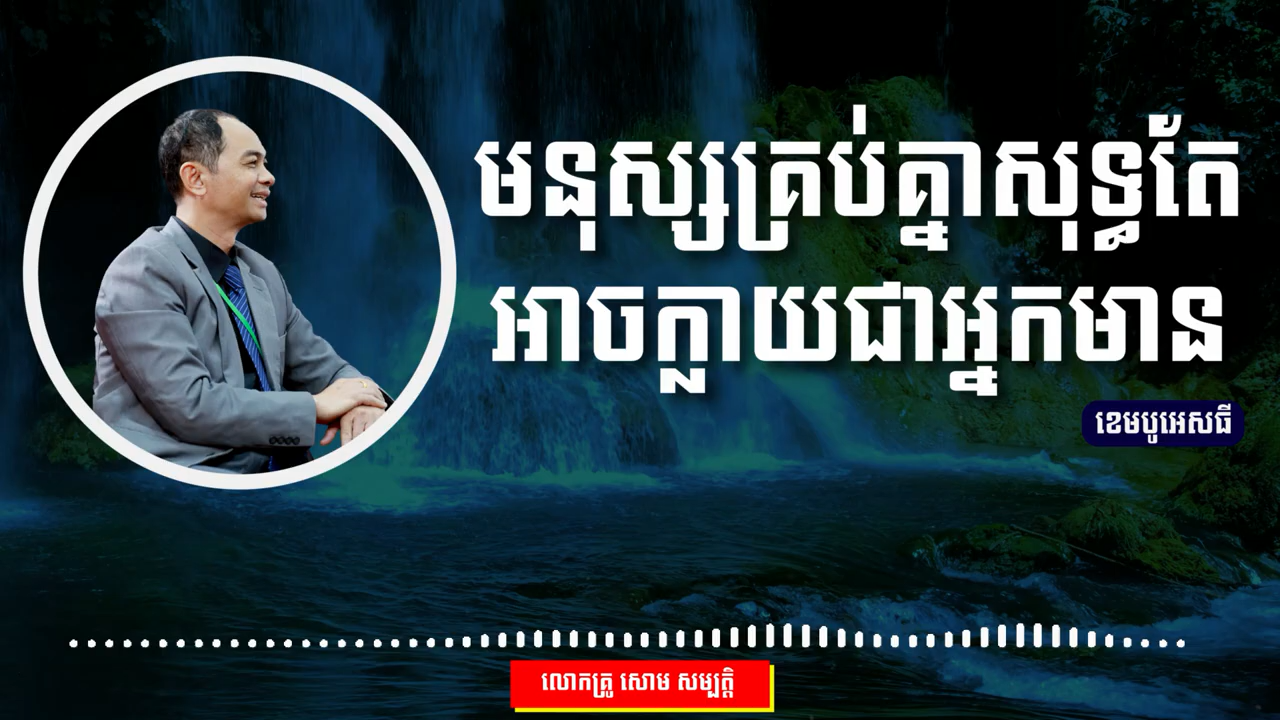 មនុស្សគ្រប់គ្នាសុទ្ធតែ
អាចក្លាយជាអ្នកមាន
ខេមបូអេសធី
លោកគ្រូ សោម សម្បត្តិ